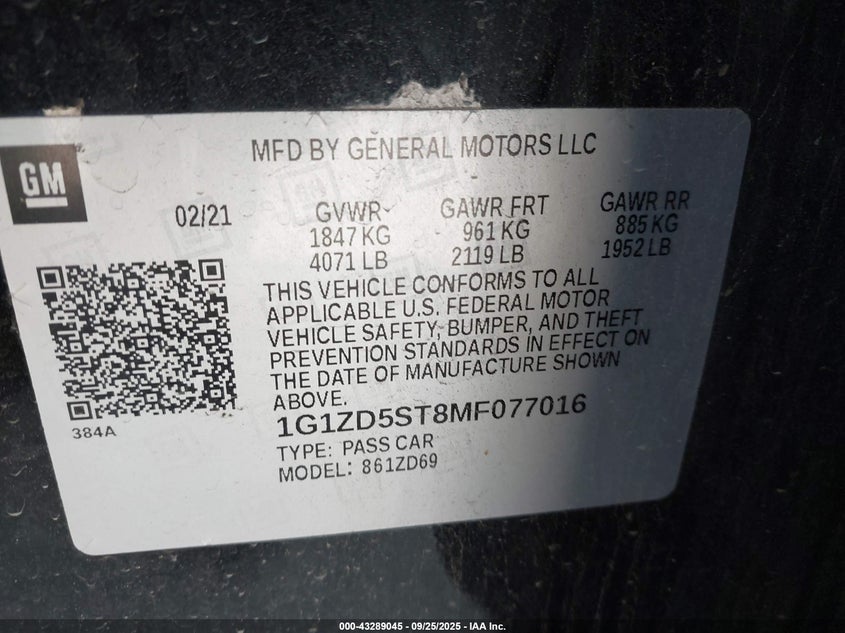 GM
MFD BY GENERAL MOTORS LLC
02/21
GVWR
1847 KG
4071 LB
GAWR FRT
961 KG
2119 LB
GAWR RR
885 KG
1952 LB
THIS VEHICLE CONFORMS TO ALL
APPLICABLE U.S. FEDERAL MOTOR
VEHICLE SAFETY, BUMPER, AND THEFT
PREVENTION STANDARDS IN EFFECT ON
THE DATE OF MANUFACTURE SHOWN
ABOVE.
384A
1G1ZD5ST8MF077016
TYPE: PASS CAR
MODEL: 861ZD69
000-43289045 - 09/25/2025 - IAA Inc.